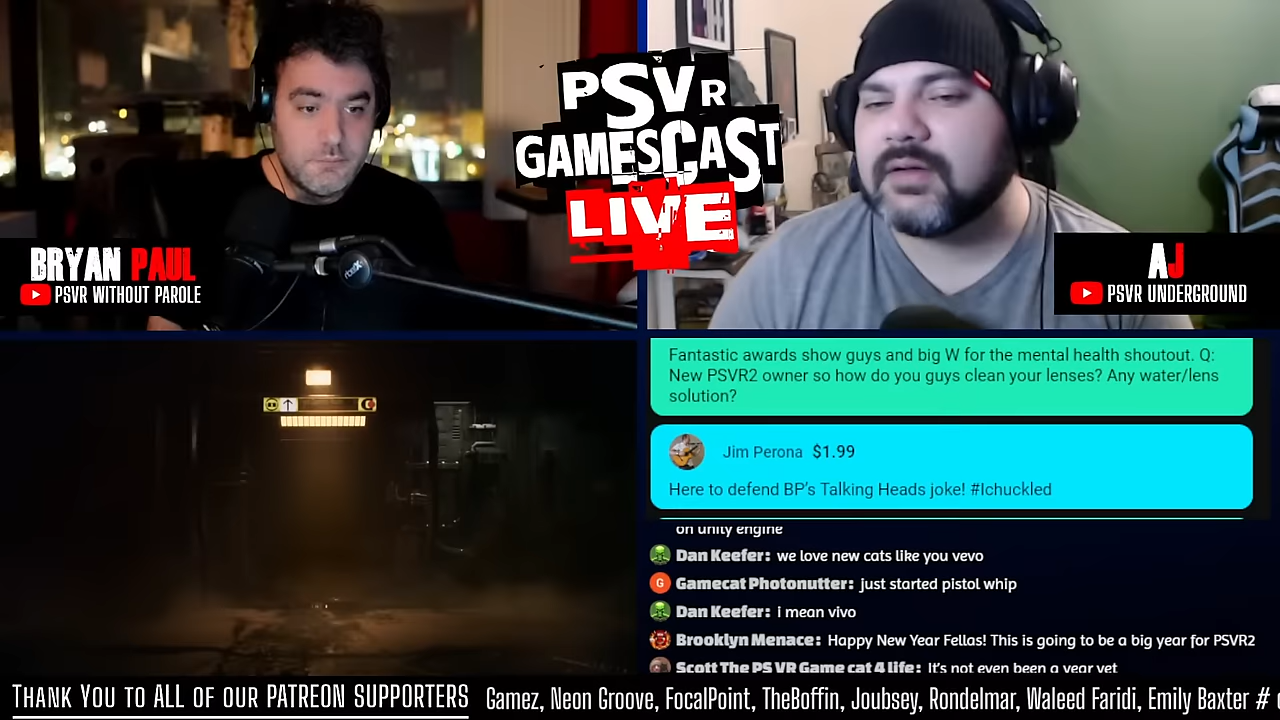 PSVR
GAMESCAST
LIVE
BRYAN PAUL
PSVR WITHOUT PAROLE
AJ
PSVR UNDERGROUND
Fantastic awards show guys and big W for the mental health shoutout. Q:
New PSVR2 owner so how do you guys clean your lenses? Any water/lens
solution?
Jim Perona $1.99
Here to defend BP's Talking Heads joke! #Ichuckled
on unity engine
Dan Keefer: we love new cats like you vevo
G Gamecat Photonutter: just started pistol whip
Dan Keefer: i mean vivo
Brooklyn Menace: Happy New Year Fellas! This is going to be a big year for PSVR2
Scott The PS VR Game cat 4 life: It's not even been a year yet
THANK YOU TO ALL OF OUR PATREON SUPPORTERS Gamez, Neon Groove, FocalPoint, TheBoffin, Joubsey, Rondelmar, Waleed Faridi, Emily Baxter #